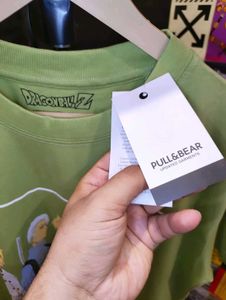 DRAGON BALL Z
PULL&BEAR
UPDATED GARMENTS